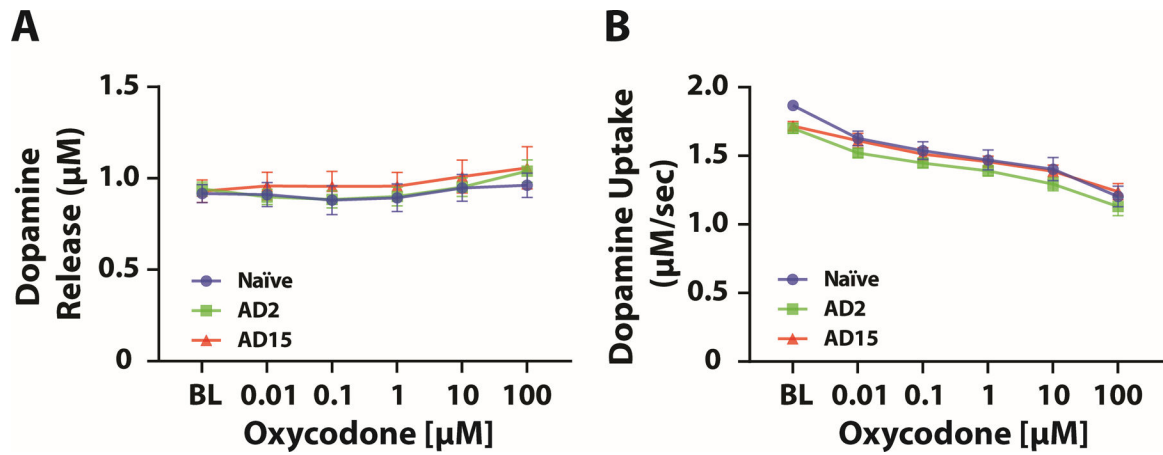 A
Dopamine
Release (µM)
1.5
1.0
0.5
0
Naïve
AD2
AD15
BL 0.01 0.1 1 10 100
Oxycodone [µM]
B
Dopamine Uptake
(µM/sec)
2.0
1.5
1.0
0.5
0
Naïve
AD2
AD15
BL 0.01 0.1 1 10 100
Oxycodone [µM]